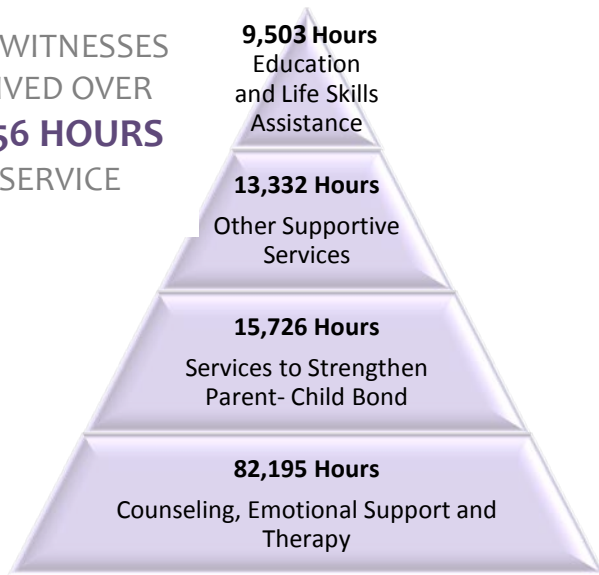 WITNESSES
IVED OVER
56 HOURS
SERVICE
9,503 Hours
Education
and Life Skills
Assistance
13,332 Hours
Other Supportive
Services
15,726 Hours
Services to Strengthen
Parent- Child Bond
82,195 Hours
Counseling, Emotional Support and
Therapy